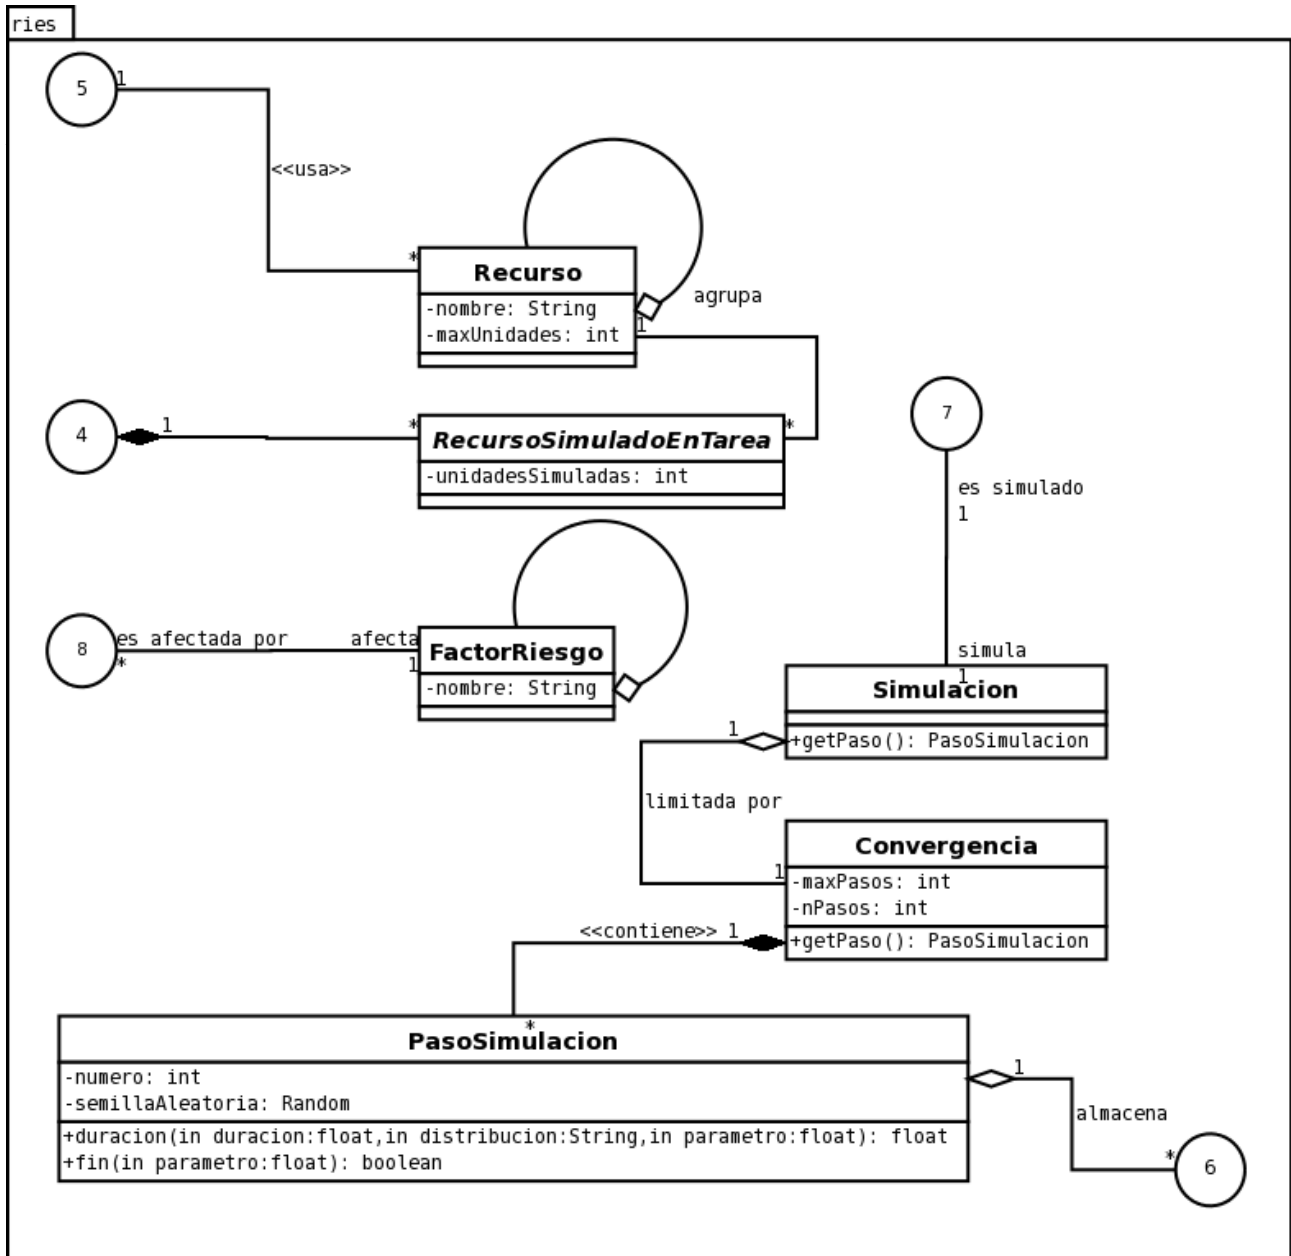 ries
5
1
<<usa>>
*
Recurso
-nombre: String
-maxUnidades: int
agrupa
1
4
1
*
RecursoSimuladoEnTarea
*
-unidadesSimuladas: int
7
es simulado
1
8
es afectada por
*
afecta
1
FactorRiesgo
-nombre: String
simula
1
Simulacion
+getPaso(): PasoSimulacion
1
limitada por
1
Convergencia
-maxPasos: int
-nPasos: int
+getPaso(): PasoSimulacion
<<contiene>> 1
*
PasoSimulacion
-numero: int
-semillaAleatoria: Random
+duracion(in duracion:float,in distribucion:String,in parametro:float): float
+fin(in parametro:float): boolean
1
almacena
*
6